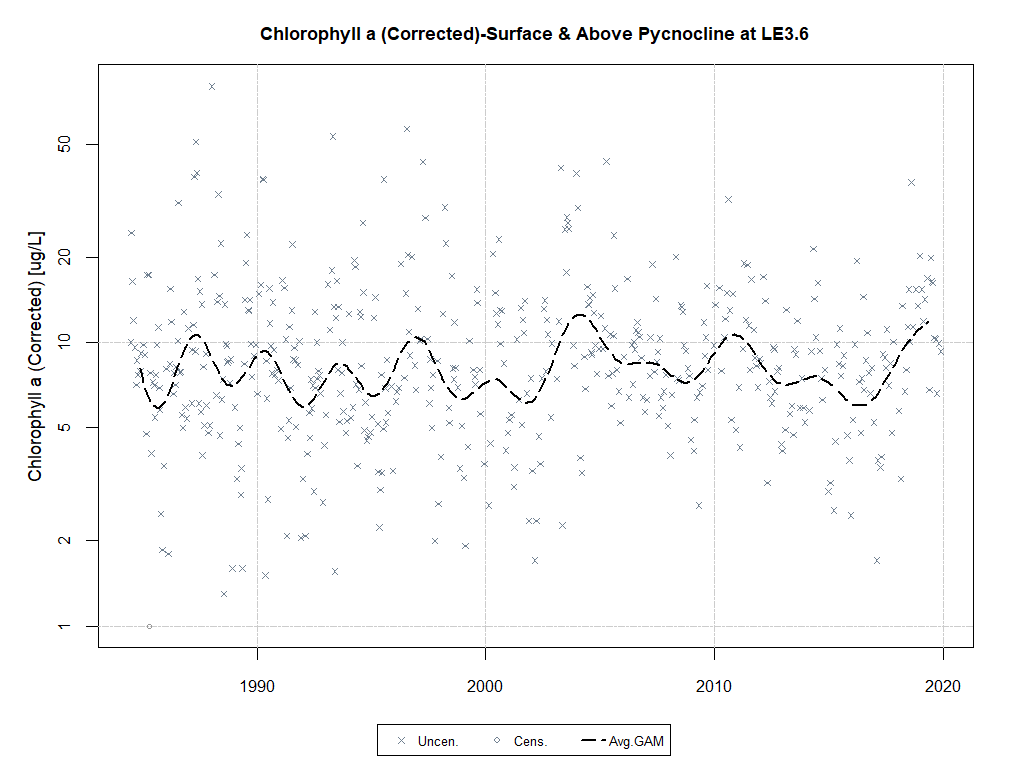 Chlorophyll a (Corrected)-Surface & Above Pycnocline at LE3.6
Chlorophyll a (Corrected) [ug/L]
50
20
10
5
2
1
1990 2000 2010 2020
Uncen. Cens. Avg.GAM